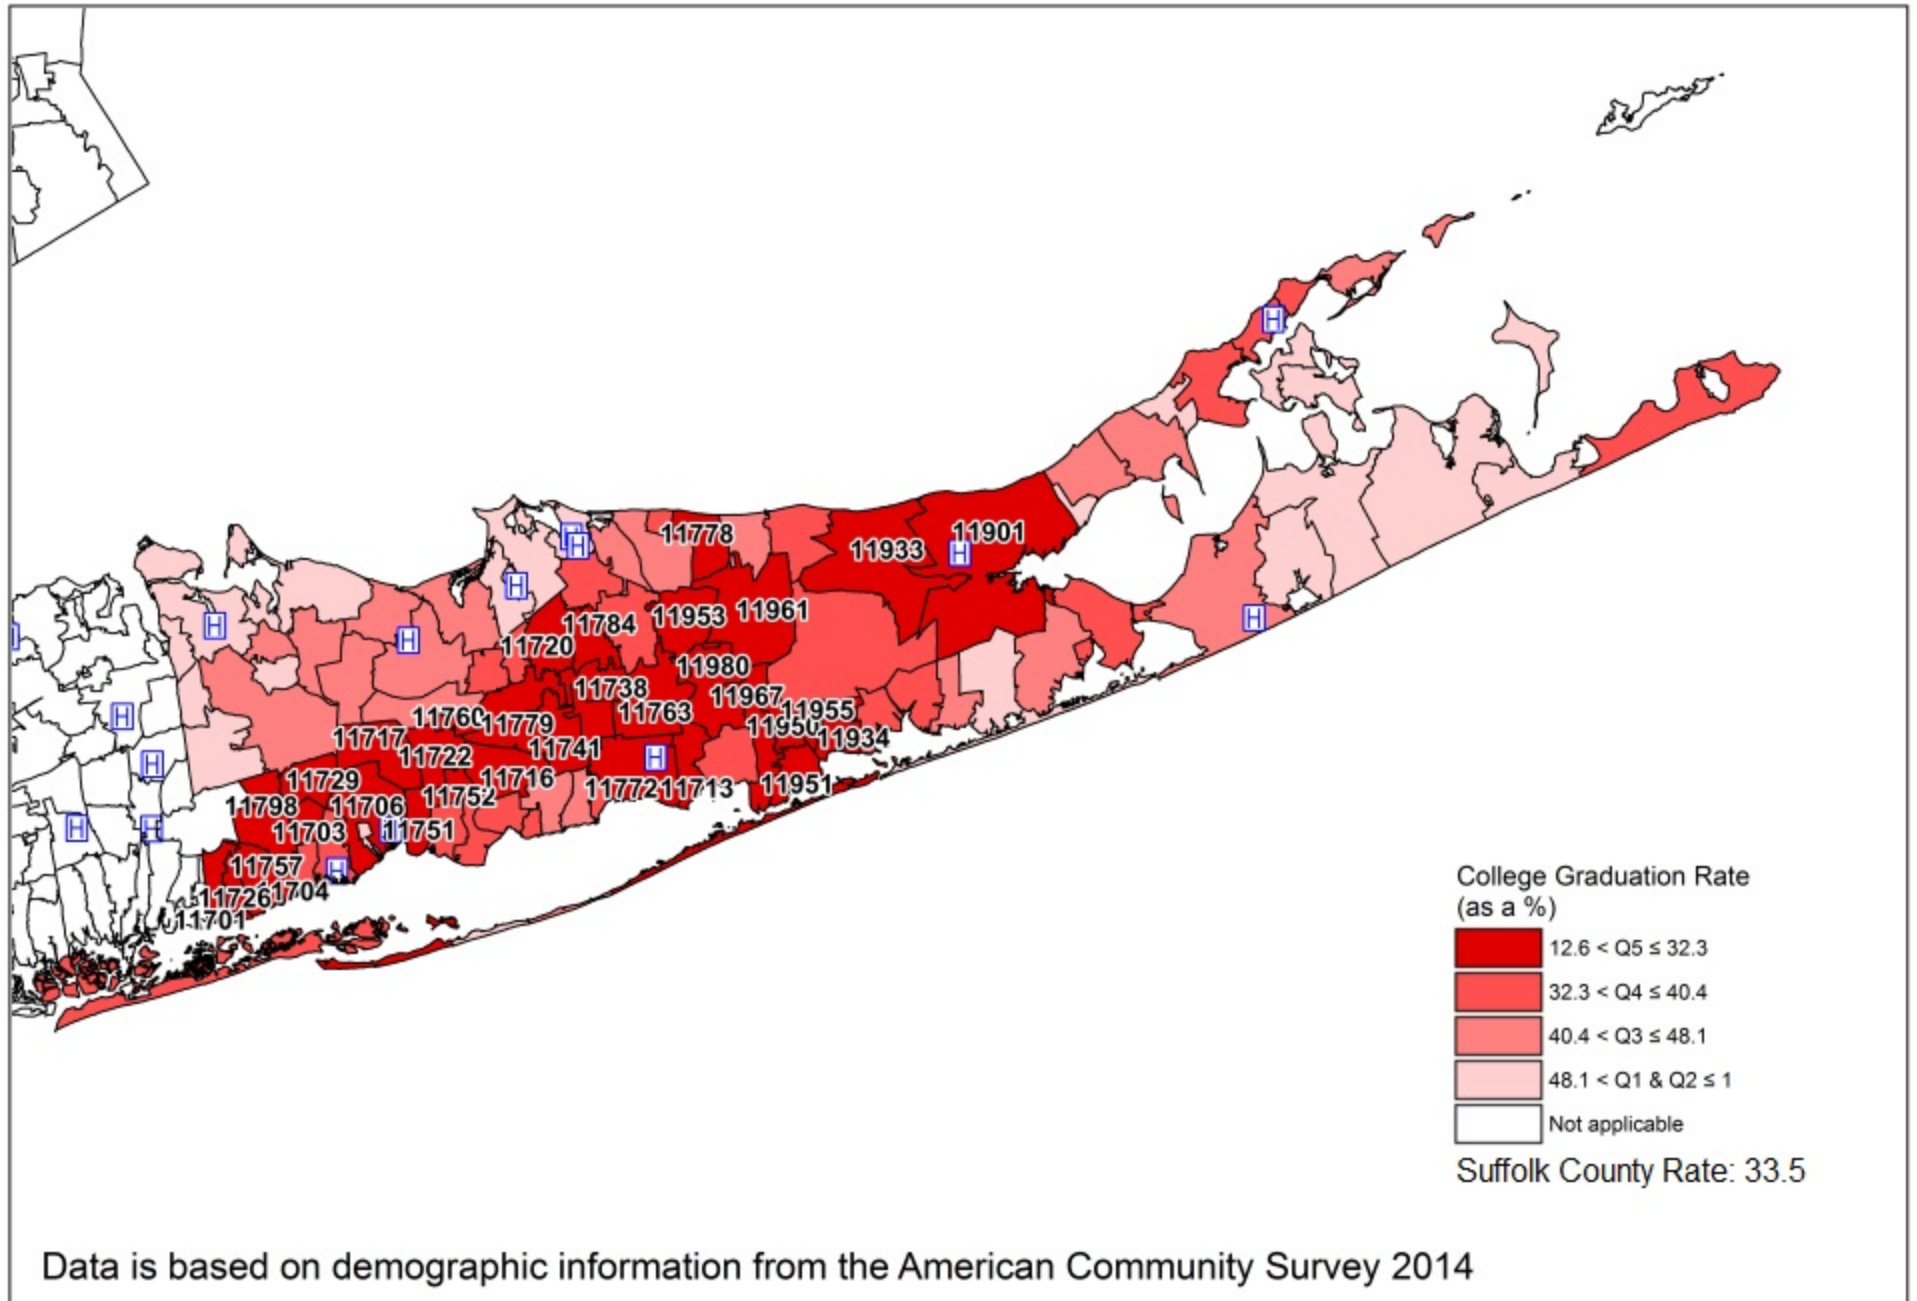 H
11901
11778
11933
H
H
H
H
H
H
11953
11961
11784
H
H
H
11720
11980
11738
11967
11763
11955
H
11760
11779
11950
11934
11717
11741
11722
H
H
11716
11729
11772
11713
11951
11752
11798
11706
11703
H
11751
H
H
11757
H
11726
11704
11701
College Graduation Rate
(as a %)
12.6 < Q5 ≤ 32.3
32.3 < Q4 ≤ 40.4
40.4 < Q3 ≤ 48.1
48.1 < Q1 & Q2 ≤ 1
Not applicable
Suffolk County Rate: 33.5
Data is based on demographic information from the American Community Survey 2014